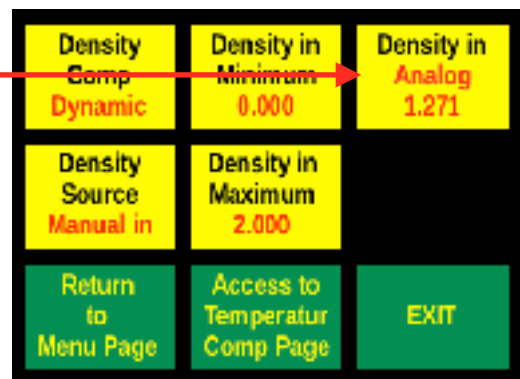 Density
Comp
Dynamic
Density in
Minimum
0.000
Density in
Analog
1.271
Density
Source
Manual in
Density in
Maximum
2.000
Return
to
Menu Page
Access to
Temperatur
Comp Page
EXIT